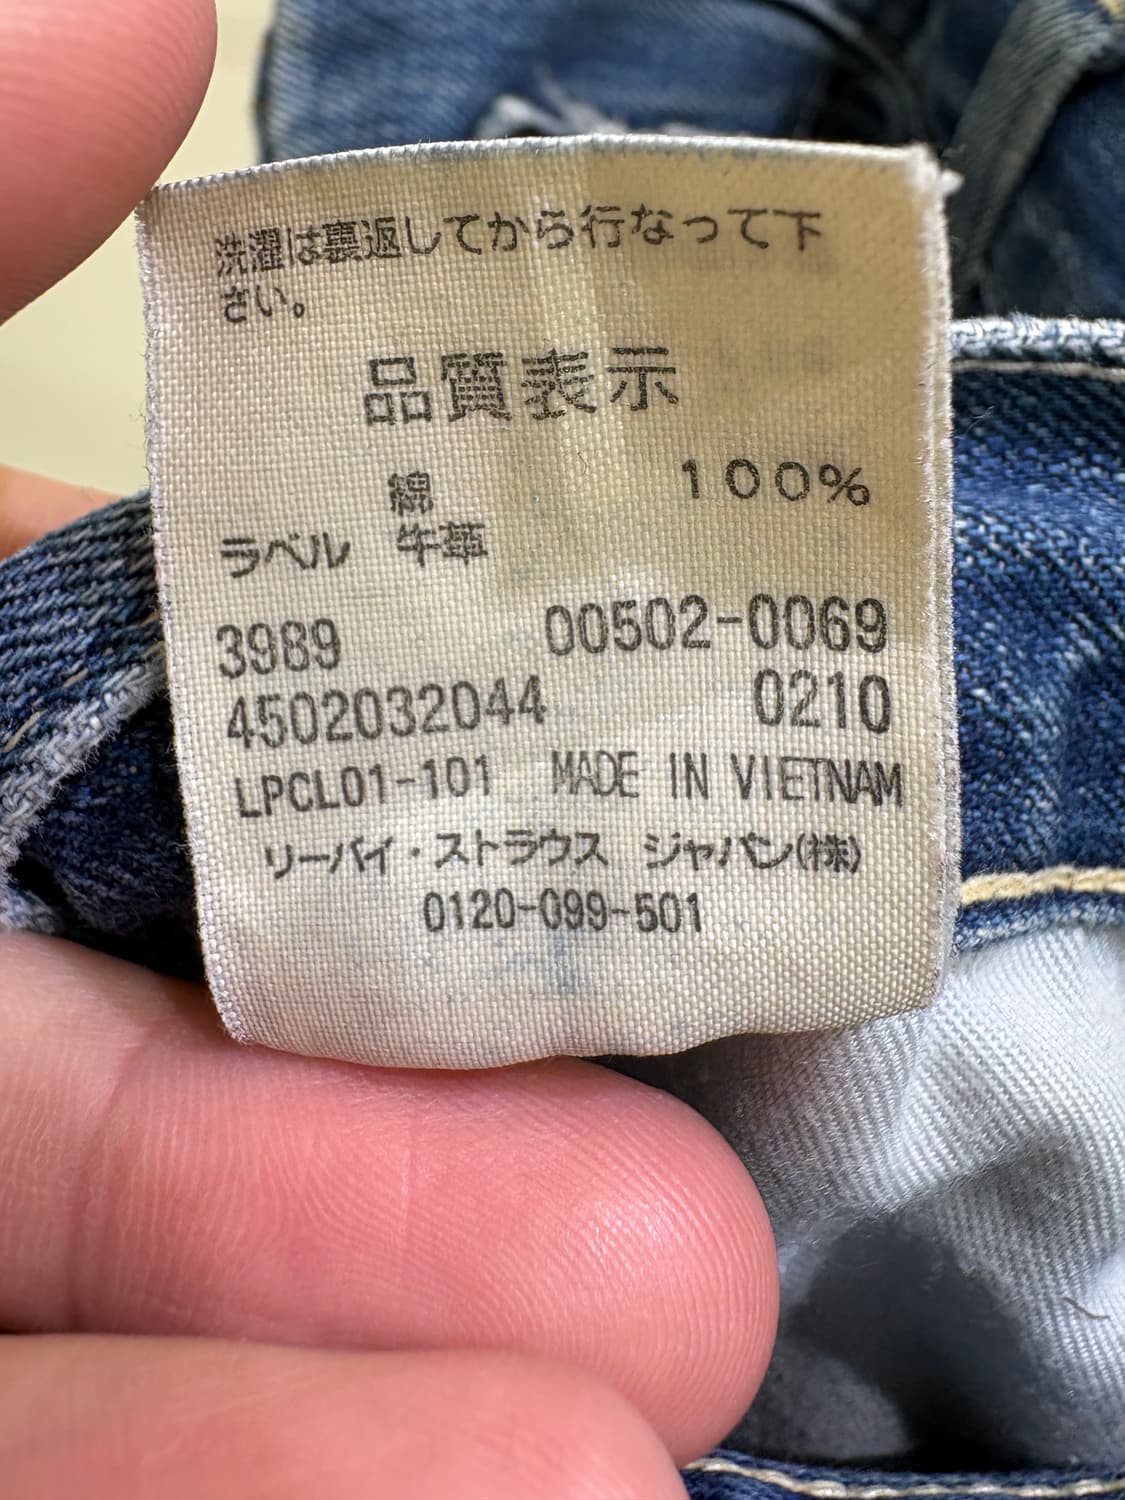 洗濯は裏返してから行なって下
さい。
品質表示
綿 100%
ラベル 牛革
3989 00502-0069
4502032044 0210
LPCL01-101 MADE IN VIETNAM
リーバイ・ストラウス ジャパン(株)
0120-099-501